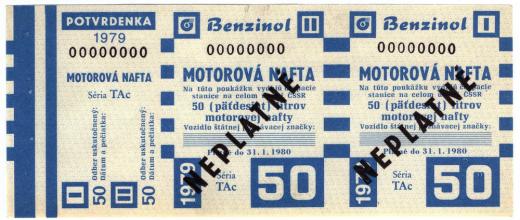 POTVRDENKA
1979
00000000
MOTOROVÁ NAFTA
Séria TAc
Odber uskutočnený:
Dátum a pečiatka:
I 50
Odber uskutočnený:
Dátum a pečiatka:
II 50
Benzinol II
00000000
MOTOROVÁ NAFTA
Na túto poukážku vydajú
stanice na celom ČSSR
50 (päťdesiat) litrov
motorovej nafty
Vozidlo štátnej poznávacej značky:
Platné do 31.1.1980
1979
Séria
TAc
50
NEPLATNÉ
Benzinol I
00000000
MOTOROVÁ NAFTA
Na túto poukážku vydajú
stanice na celom ČSSR
50 (päťdesiat) litrov
motorovej nafty
Vozidlo štátnej poznávacej značky:
Platné do 31.1.1980
1979
Séria
TAc
50
NEPLATNÉ